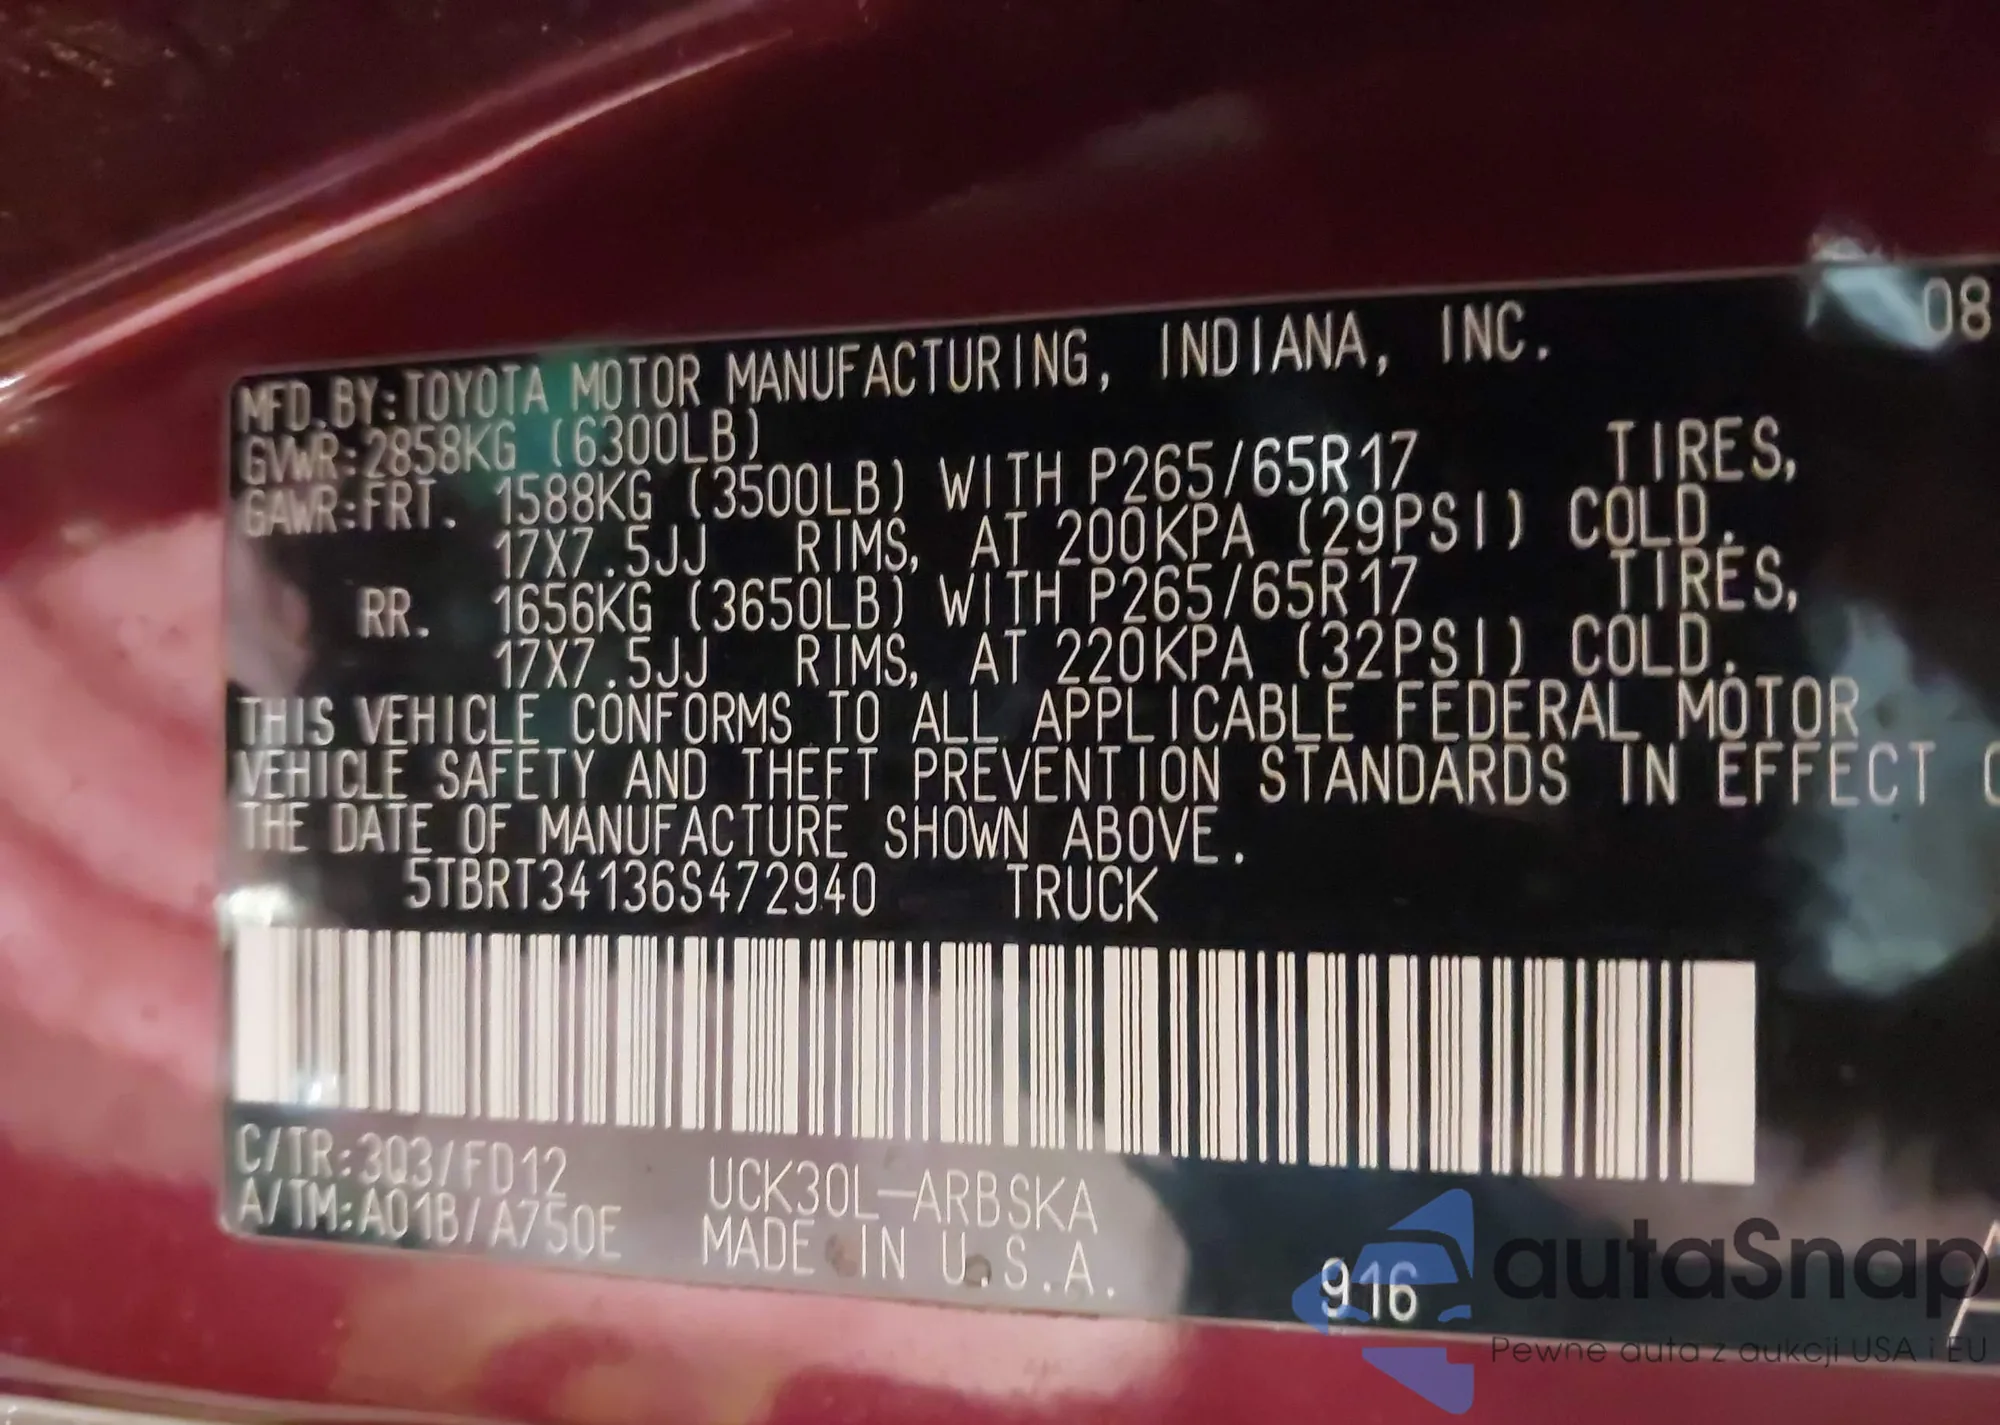 08
MFD.BY:TOYOTA MOTOR MANUFACTURING, INDIANA, INC.
GVWR:2858KG (6300LB)
GAWR:FRT. 1588KG (3500LB) WITH P265/65R17 TIRES,
17X7.5JJ RIMS, AT 200KPA (29PSI) COLD.
RR. 1656KG (3650LB) WITH P265/65R17 TIRES,
17X7.5JJ RIMS, AT 220KPA (32PSI) COLD.
THIS VEHICLE CONFORMS TO ALL APPLICABLE FEDERAL MOTOR
VEHICLE SAFETY AND THEFT PREVENTION STANDARDS IN EFFECT
THE DATE OF MANUFACTURE SHOWN ABOVE.
5TBRT34136S472940 TRUCK
C/TR:3Q3/FD12 UCK30L-ARBSKA
A/TM:A01B/A750E MADE IN U.S.A.
916
autaSnap
Pewne auta z aukcji USA i EU